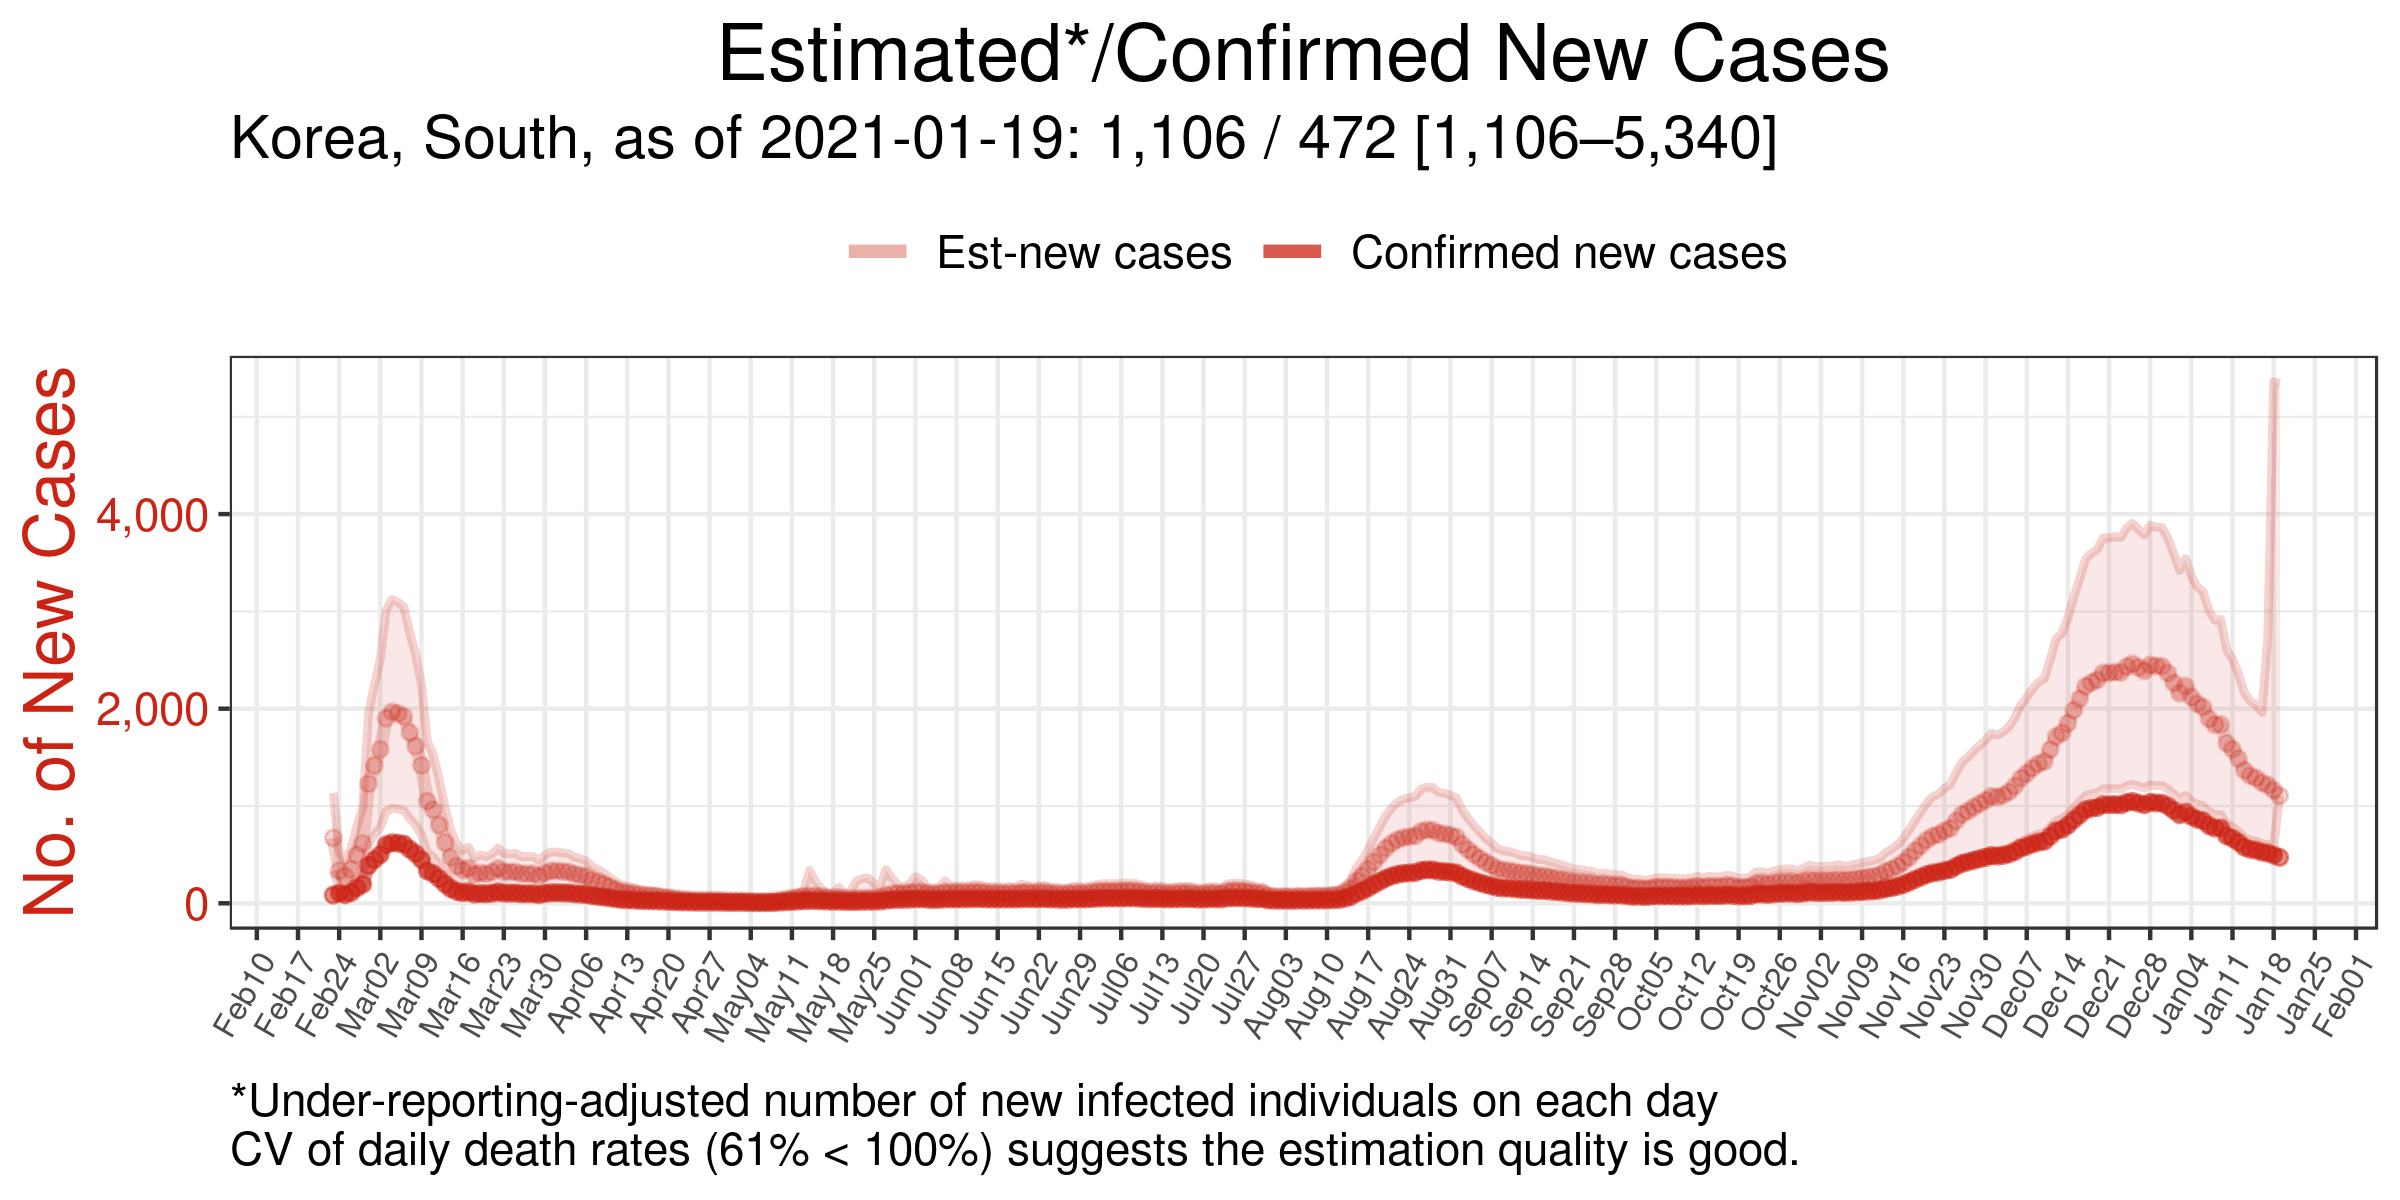 Estimated*/Confirmed New Cases
Korea, South, as of 2021-01-19: 1,106 / 472 [1,106–5,340]
Est-new cases Confirmed new cases
No. of New Cases
4,000
2,000
0
Feb10 Feb17 Feb24 Mar02 Mar09 Mar16 Mar23 Mar30 Apr06 Apr13 Apr20 Apr27 May04 May11 May18 May25 Jun01 Jun08 Jun15 Jun22 Jun29 Jul06 Jul13 Jul20 Jul27 Aug03 Aug10 Aug17 Aug24 Aug31 Sep07 Sep14 Sep21 Sep28 Oct05 Oct12 Oct19 Oct26 Nov02 Nov09 Nov16 Nov23 Nov30 Dec07 Dec14 Dec21 Dec28 Jan04 Jan11 Jan18 Jan25 Feb01
*Under-reporting-adjusted number of new infected individuals on each day
CV of daily death rates (61% < 100%) suggests the estimation quality is good.